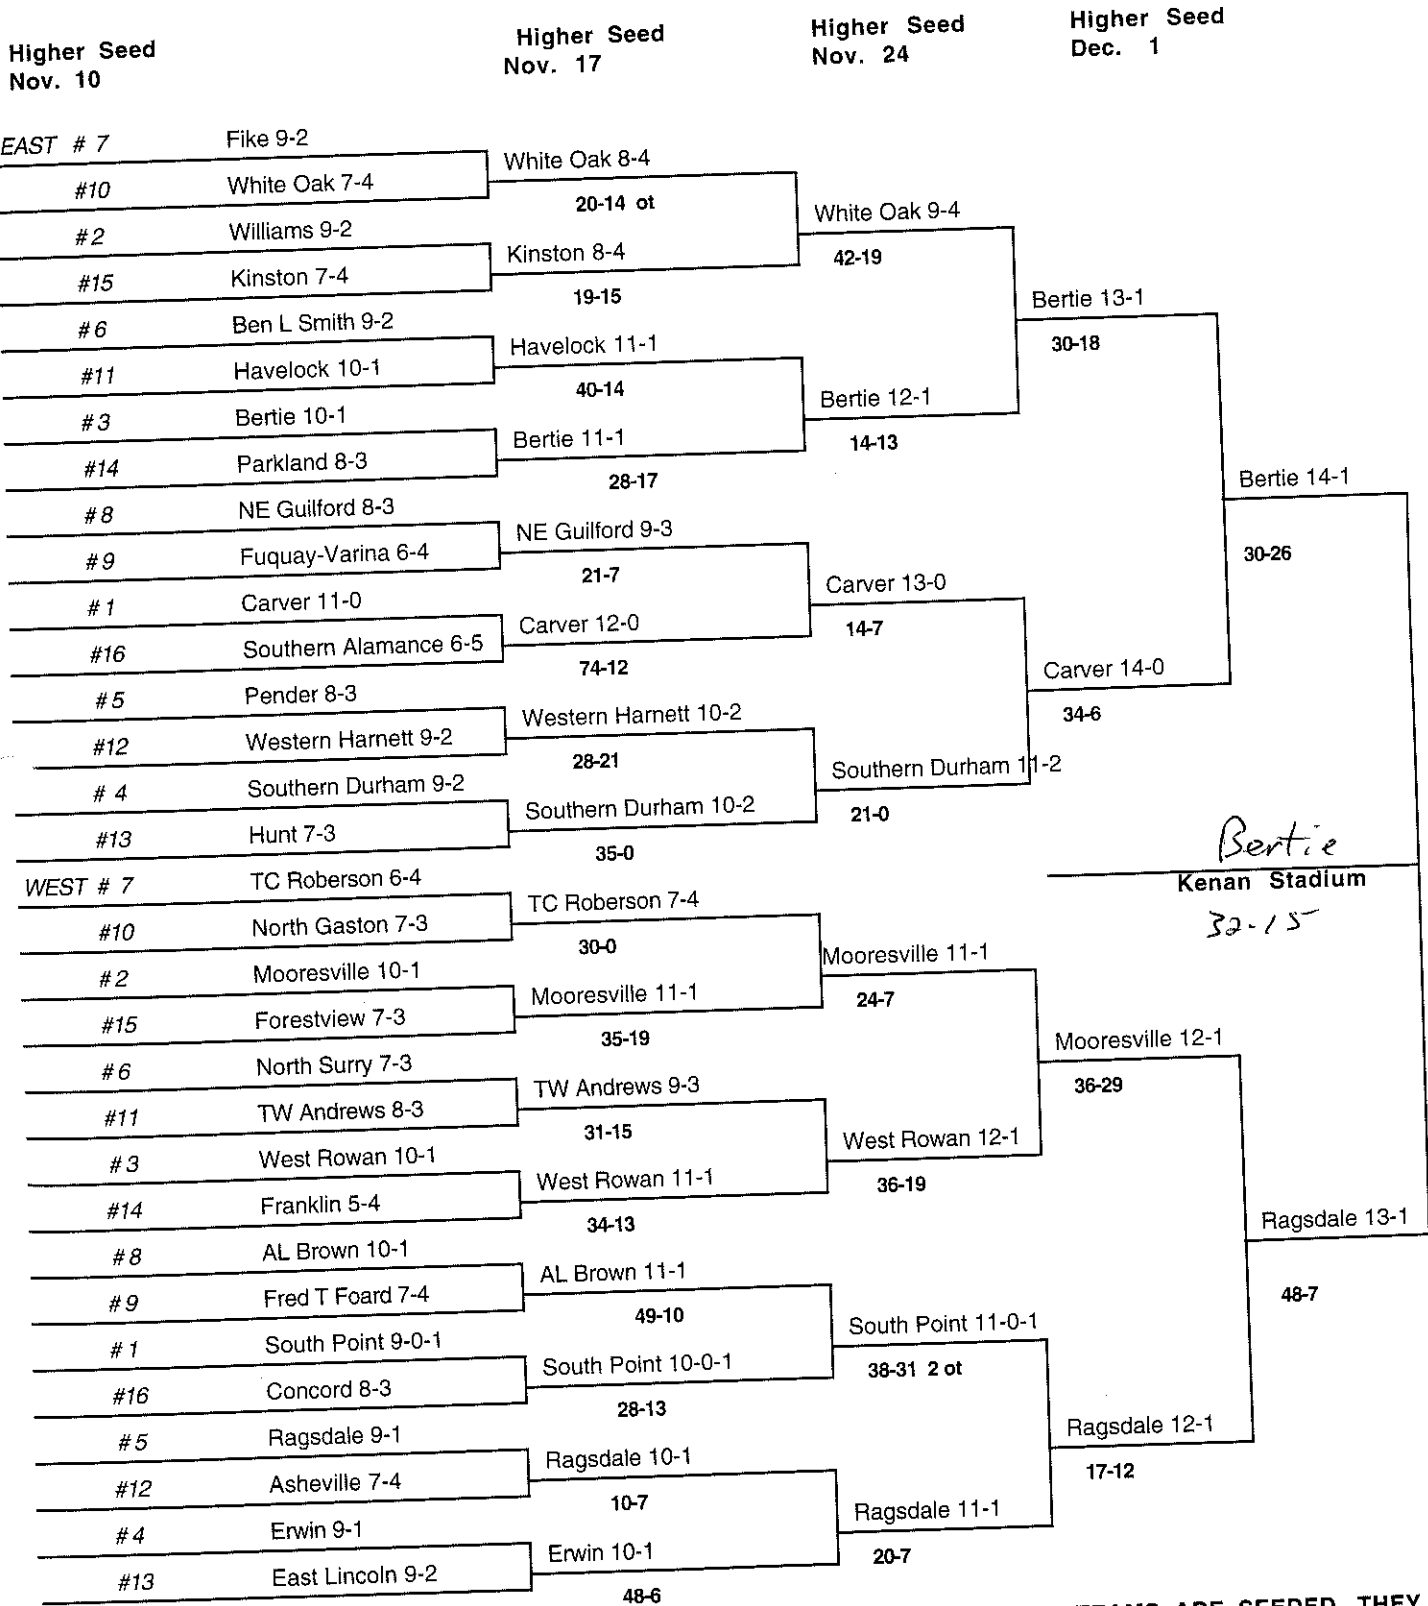 Higher Seed
Nov. 10
Higher Seed
Nov. 17
Higher Seed
Nov. 24
Higher Seed
Dec. 1
EAST # 7 Fike 9-2
#10 White Oak 7-4
#2 Williams 9-2
#15 Kinston 7-4
#6 Ben L Smith 9-2
#11 Havelock 10-1
#3 Bertie 10-1
#14 Parkland 8-3
#8 NE Guilford 8-3
#9 Fuquay-Varina 6-4
#1 Carver 11-0
#16 Southern Alamance 6-5
#5 Pender 8-3
#12 Western Harnett 9-2
# 4 Southern Durham 9-2
#13 Hunt 7-3
WEST # 7 TC Roberson 6-4
#10 North Gaston 7-3
#2 Mooresville 10-1
#15 Forestview 7-3
#6 North Surry 7-3
#11 TW Andrews 8-3
#3 West Rowan 10-1
#14 Franklin 5-4
#8 AL Brown 10-1
#9 Fred T Foard 7-4
#1 South Point 9-0-1
#16 Concord 8-3
#5 Ragsdale 9-1
#12 Asheville 7-4
#4 Erwin 9-1
#13 East Lincoln 9-2
White Oak 8-4
20-14 ot
Kinston 8-4
19-15
Havelock 11-1
40-14
Bertie 11-1
28-17
NE Guilford 9-3
21-7
Carver 12-0
74-12
Western Harnett 10-2
28-21
Southern Durham 10-2
35-0
TC Roberson 7-4
30-0
Mooresville 11-1
35-19
TW Andrews 9-3
31-15
West Rowan 11-1
34-13
AL Brown 11-1
49-10
South Point 10-0-1
28-13
Ragsdale 10-1
10-7
Erwin 10-1
48-6
White Oak 9-4
42-19
Bertie 12-1
14-13
Carver 13-0
14-7
Southern Durham 11-2
21-0
Mooresville 11-1
24-7
West Rowan 12-1
36-19
South Point 11-0-1
38-31 2 ot
Ragsdale 11-1
20-7
Bertie 13-1
30-18
Carver 14-0
34-6
Mooresville 12-1
36-29
Ragsdale 12-1
17-12
Bertie 14-1
30-26
Ragsdale 13-1
48-7
Bertie
Kenan Stadium
32-15
ARE SEEDED, THEY